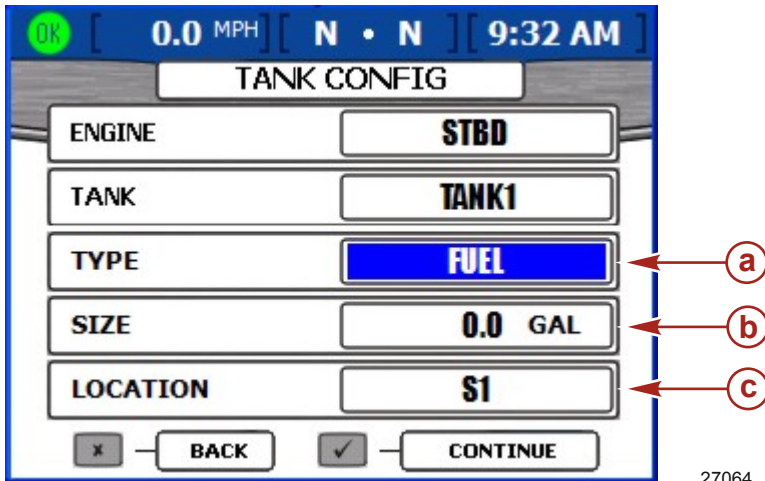 OK 0.0 MPH N • N 9:32 AM
TANK CONFIG
ENGINE STBD
TANK TANK1
TYPE FUEL a
SIZE 0.0 GAL b
LOCATION S1 c
x BACK ✓ CONTINUE
27064